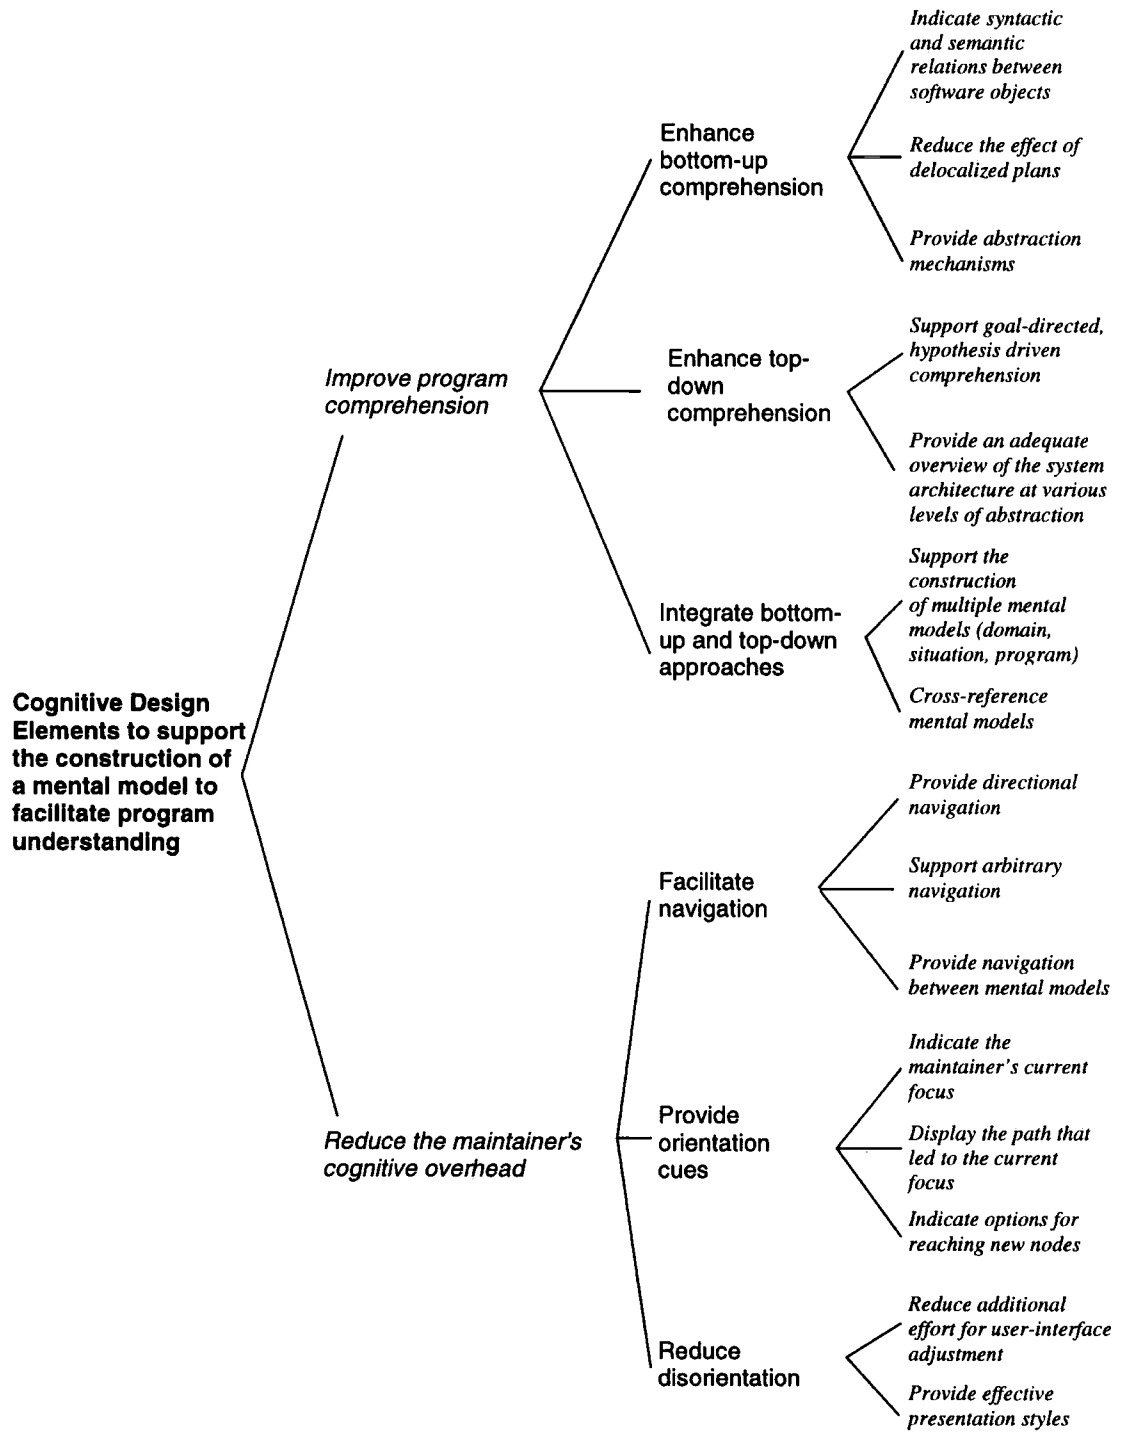 Cognitive Design
Elements to support
the construction of
a mental model to
facilitate program
understanding
Improve program
comprehension
Enhance
bottom-up
comprehension
Indicate syntactic
and semantic
relations between
software objects
Reduce the effect of
delocalized plans
Provide abstraction
mechanisms
Enhance top-
down
comprehension
Support goal-directed,
hypothesis driven
comprehension
Provide an adequate
overview of the system
architecture at various
levels of abstraction
Integrate bottom-
up and top-down
approaches
Support the
construction
of multiple mental
models (domain,
situation, program)
Cross-reference
mental models
Reduce the maintainer's
cognitive overhead
Facilitate
navigation
Provide directional
navigation
Support arbitrary
navigation
Provide navigation
between mental models
Provide
orientation
cues
Indicate the
maintainer's current
focus
Display the path that
led to the current
focus
Indicate options for
reaching new nodes
Reduce
disorientation
Reduce additional
effort for user-interface
adjustment
Provide effective
presentation styles